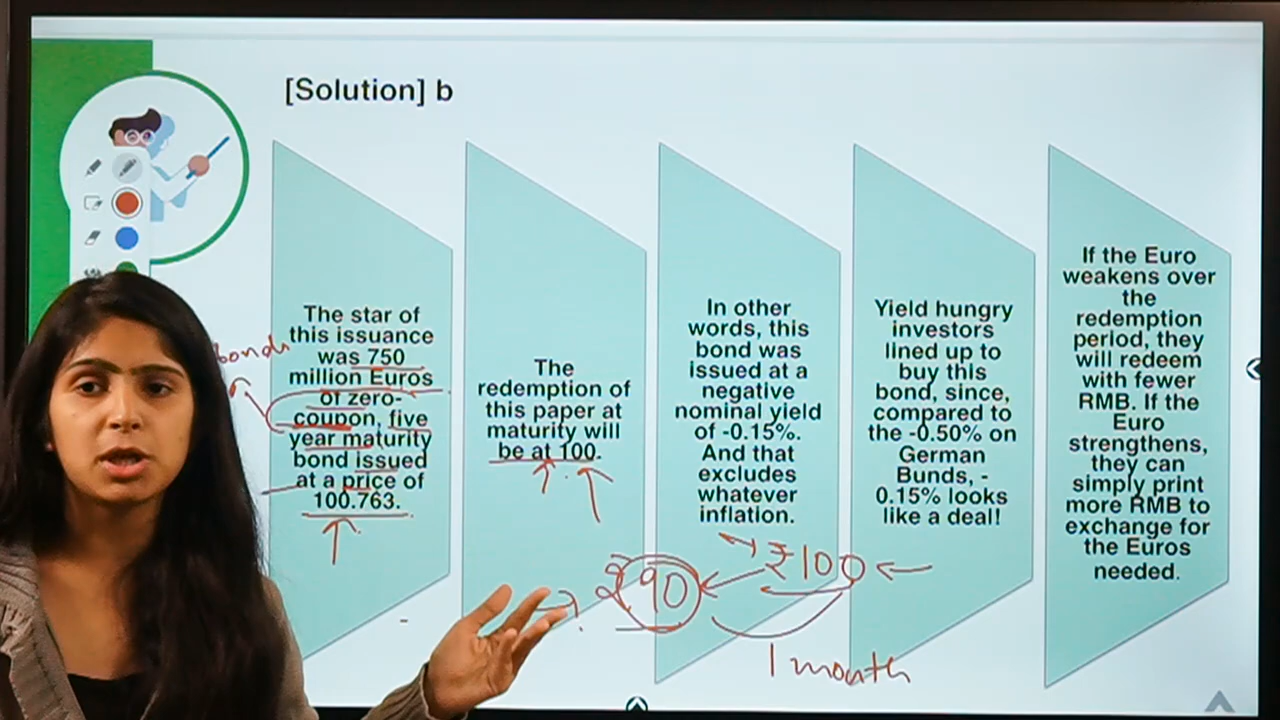 [Solution] b
The star of
this issuance
was 750
million Euros
of zero-
coupon, five
year maturity
bond issued
at a price of
100.763.
bonds
The
redemption of
this paper at
maturity will
be at 100.
In other
words, this
bond was
issued at a
negative
nominal yield
of -0.15%.
And that
excludes
whatever
inflation.
Yield hungry
investors
lined up to
buy this
bond, since,
compared to
the -0.50% on
German
Bunds, -
0.15% looks
like a deal!
If the Euro
weakens over
the
redemption
period, they
will redeem
with fewer
RMB. If the
Euro
strengthens,
they can
simply print
more RMB to
exchange for
the Euros
needed.
₹90
₹100
1 month